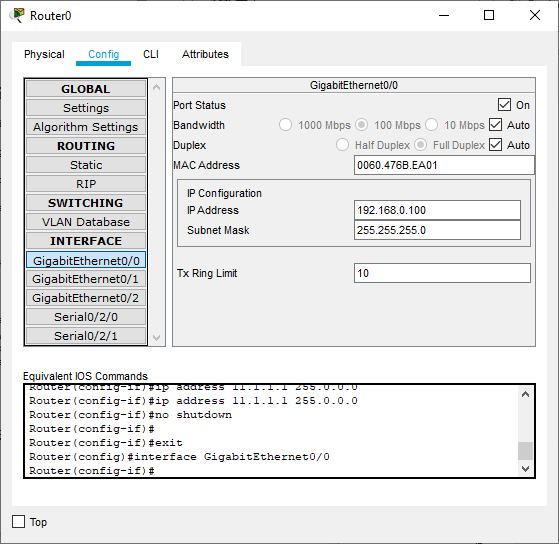 Router0
Physical Config CLI Attributes
GLOBAL
Settings
Algorithm Settings
ROUTING
Static
RIP
SWITCHING
VLAN Database
INTERFACE
GigabitEthernet0/0
GigabitEthernet0/1
GigabitEthernet0/2
Serial0/2/0
Serial0/2/1
GigabitEthernet0/0
Port Status On
Bandwidth 1000 Mbps 100 Mbps 10 Mbps Auto
Duplex Half Duplex Full Duplex Auto
MAC Address 0060.476B.EA01
IP Configuration
IP Address 192.168.0.100
Subnet Mask 255.255.255.0
Tx Ring Limit 10
Equivalent IOS Commands
Router(config-if)#ip address 11.1.1.1 255.0.0.0
Router(config-if)#ip address 11.1.1.1 255.0.0.0
Router(config-if)#no shutdown
Router(config-if)#
Router(config-if)#exit
Router(config)#interface GigabitEthernet0/0
Router(config-if)#
Top